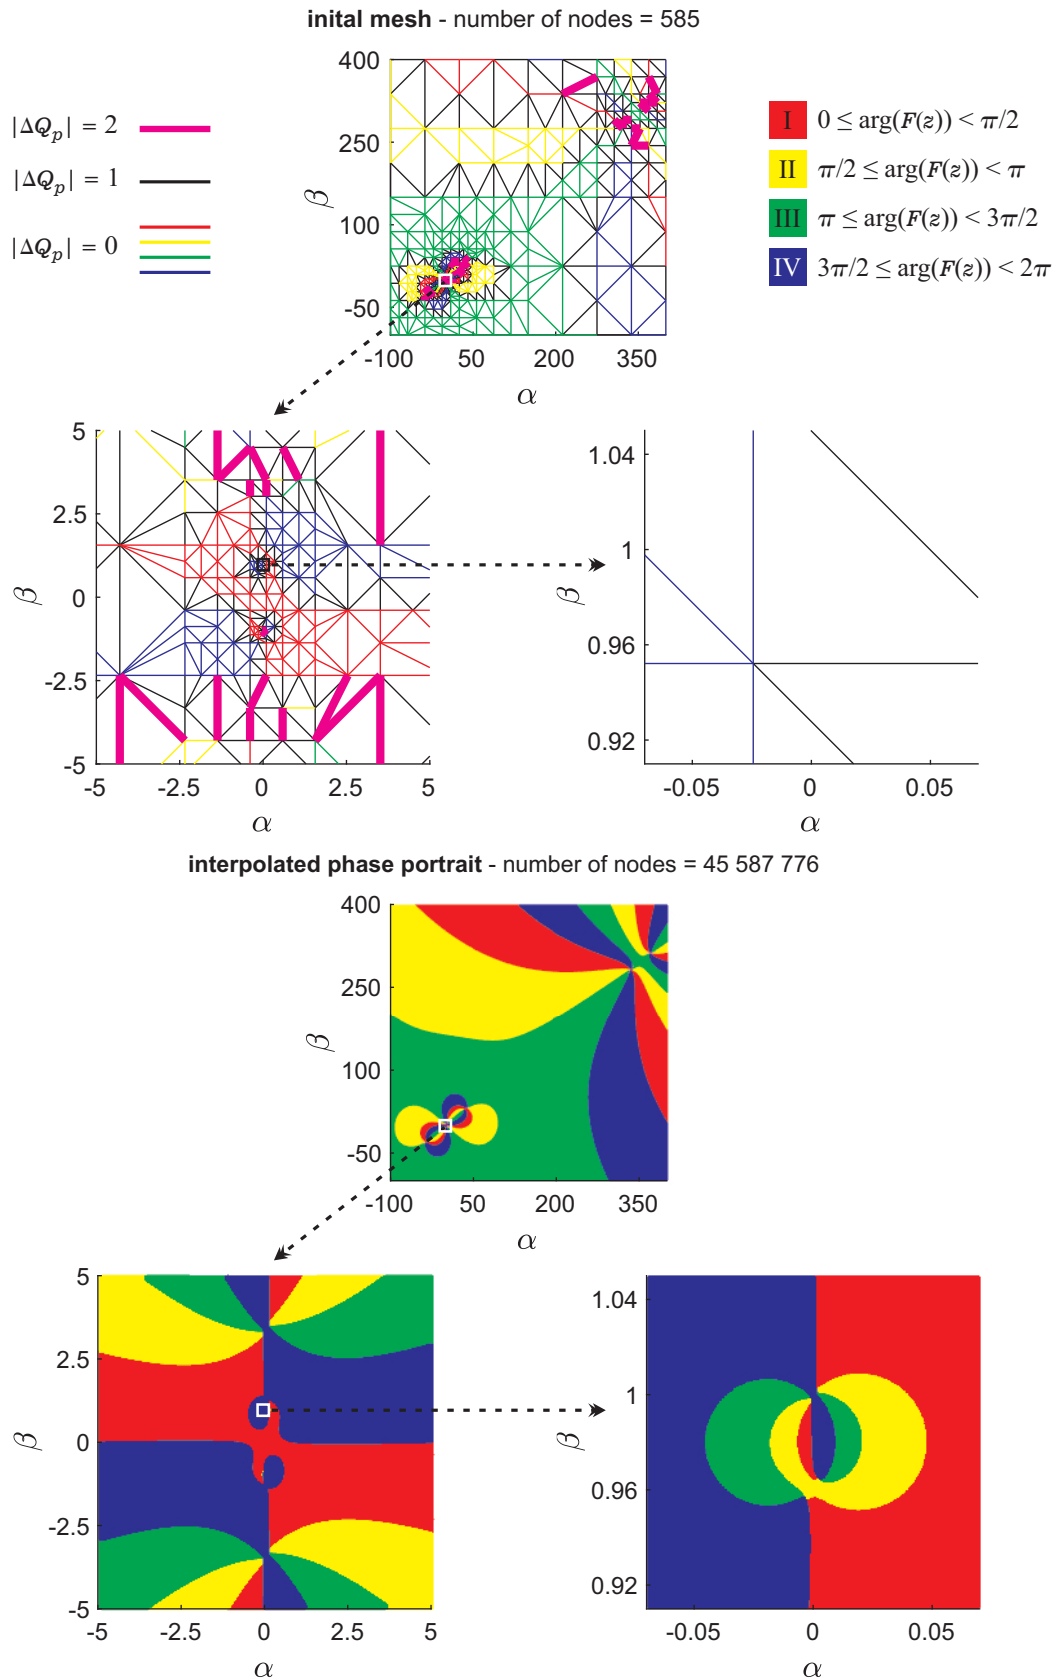 inital mesh - number of nodes = 585
|ΔQ_p| = 2
|ΔQ_p| = 1
|ΔQ_p| = 0
I 0 ≤ arg(F(z)) < π/2
II π/2 ≤ arg(F(z)) < π
III π ≤ arg(F(z)) < 3π/2
IV 3π/2 ≤ arg(F(z)) < 2π
400
250
β
100
-50
-100 50 200 350
α
5
2.5
β 0
-2.5
-5
-5 -2.5 0 2.5 5
α
1.04
1
β
0.96
0.92
-0.05 0 0.05
α
interpolated phase portrait - number of nodes = 45 587 776
400
250
β
100
-50
-100 50 200 350
α
5
2.5
β 0
-2.5
-5
-5 -2.5 0 2.5 5
α
1.04
1
β
0.96
0.92
-0.05 0 0.05
α